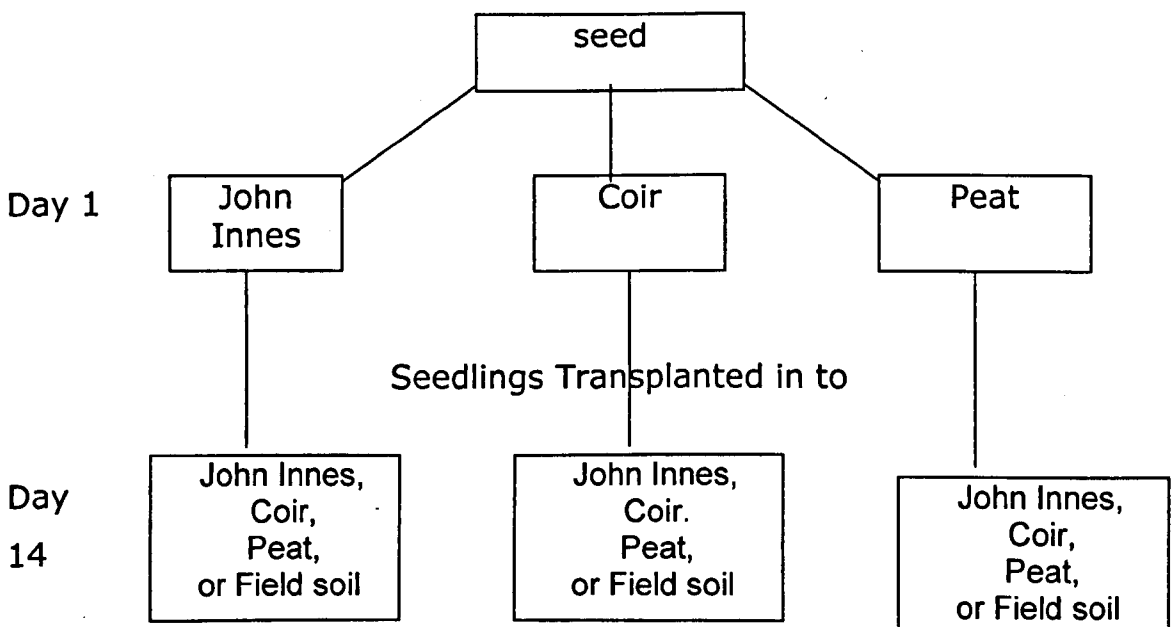 seed
Day 1
John
Innes
Coir
Peat
Seedlings Transplanted in to
Day
14
John Innes,
Coir,
Peat,
or Field soil
John Innes,
Coir.
Peat,
or Field soil
John Innes,
Coir,
Peat,
or Field soil